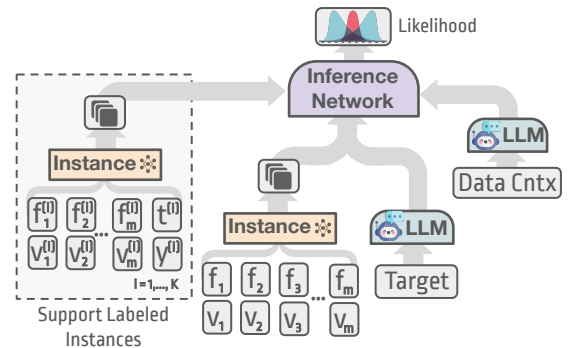 Likelihood
Inference
Network
LLM
Data Cntx
Instance
f₁⁽ˡ⁾ f₂⁽ˡ⁾ ... fₘ⁽ˡ⁾ t⁽ˡ⁾
v₁⁽ˡ⁾ v₂⁽ˡ⁾ vₘ⁽ˡ⁾ y⁽ˡ⁾
l = 1,..., K
Support Labeled
Instances
Instance
f₁ f₂ f₃ ... fₘ
v₁ v₂ v₃ vₘ
LLM
Target